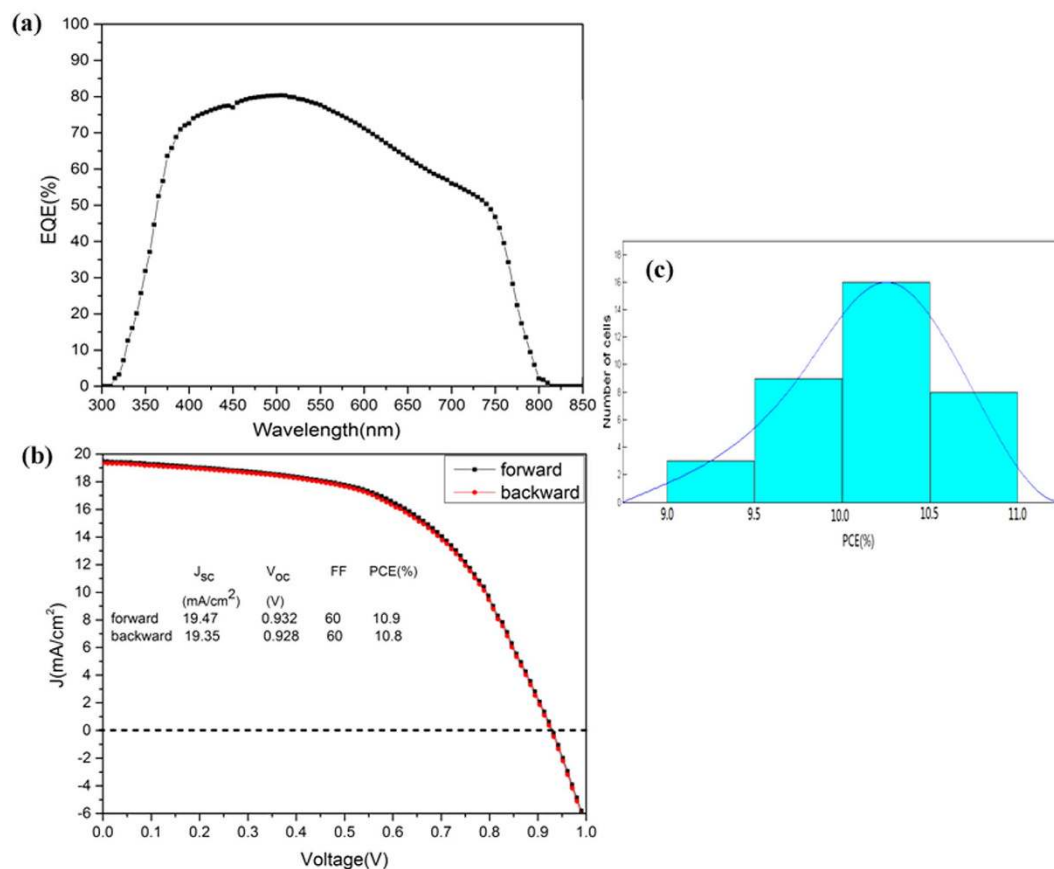 (a)
100
90
80
70
60
50
40
30
20
10
0
EQE(%)
300 350 400 450 500 550 600 650 700 750 800 850
Wavelength(nm)
(b)
20
18
16
14
12
10
8
6
4
2
0
-2
-4
-6
J(mA/cm²)
forward
backward
Jsc Voc FF PCE(%)
(mA/cm²) (V)
forward 19.47 0.932 60 10.9
backward 19.35 0.928 60 10.8
0.0 0.1 0.2 0.3 0.4 0.5 0.6 0.7 0.8 0.9 1.0
Voltage(V)
(c)
Number of cells
9.0 9.5 10.0 10.5 11.0
PCE(%)